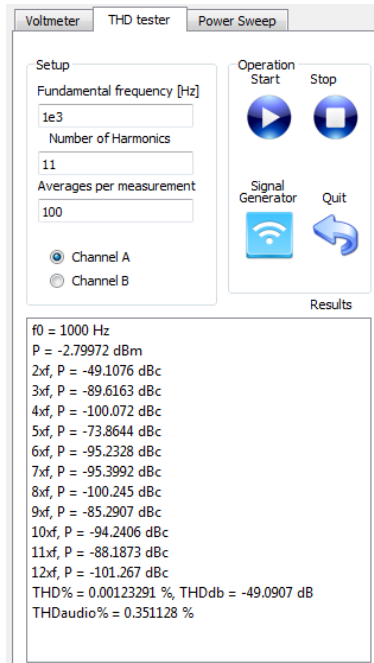 Voltmeter THD tester Power Sweep
Setup
Fundamental frequency [Hz]
1e3
Number of Harmonics
11
Averages per measurement
100
Channel A
Channel B
Operation
Start Stop
Signal
Generator Quit
Results
f0 = 1000 Hz
P = -2.79972 dBm
2xf, P = -49.1076 dBc
3xf, P = -89.6163 dBc
4xf, P = -100.072 dBc
5xf, P = -73.8644 dBc
6xf, P = -95.2328 dBc
7xf, P = -95.3992 dBc
8xf, P = -100.245 dBc
9xf, P = -85.2907 dBc
10xf, P = -94.2406 dBc
11xf, P = -88.1873 dBc
12xf, P = -101.267 dBc
THD% = 0.00123291 %, THDdb = -49.0907 dB
THDaudio% = 0.351128 %